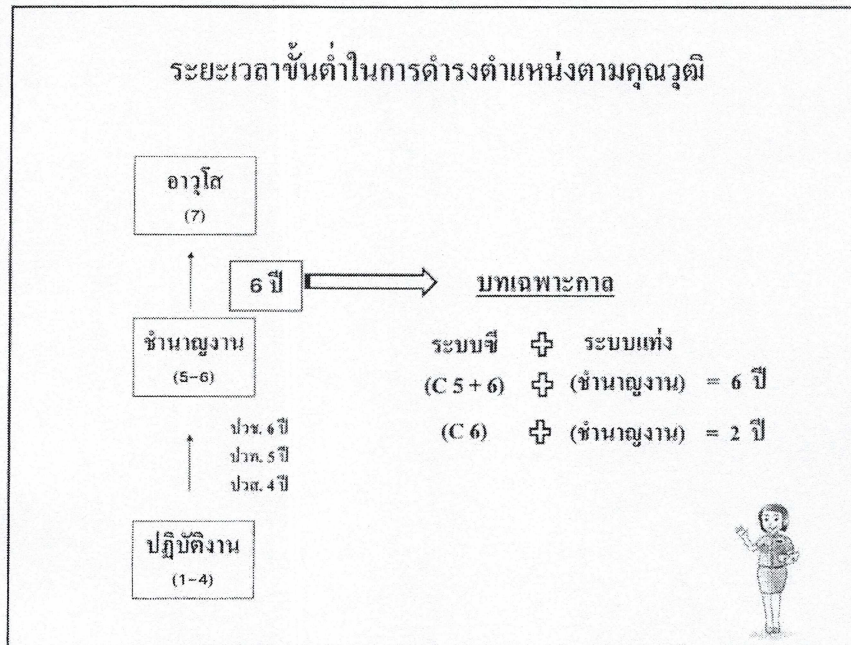 ระยะเวลาขั้นต่ำในการดำรงตำแหน่งตามคุณวุฒิ
อาวุโส
(7)
6 ปี
บทเฉพาะกาล
ชำนาญงาน
(5-6)
ระบบซี ระบบแท่ง
(C 5 + 6) (ชำนาญงาน) = 6 ปี
(C 6) (ชำนาญงาน) = 2 ปี
ปวช. 6 ปี
ปวท. 5 ปี
ปวส. 4 ปี
ปฏิบัติงาน
(1-4)